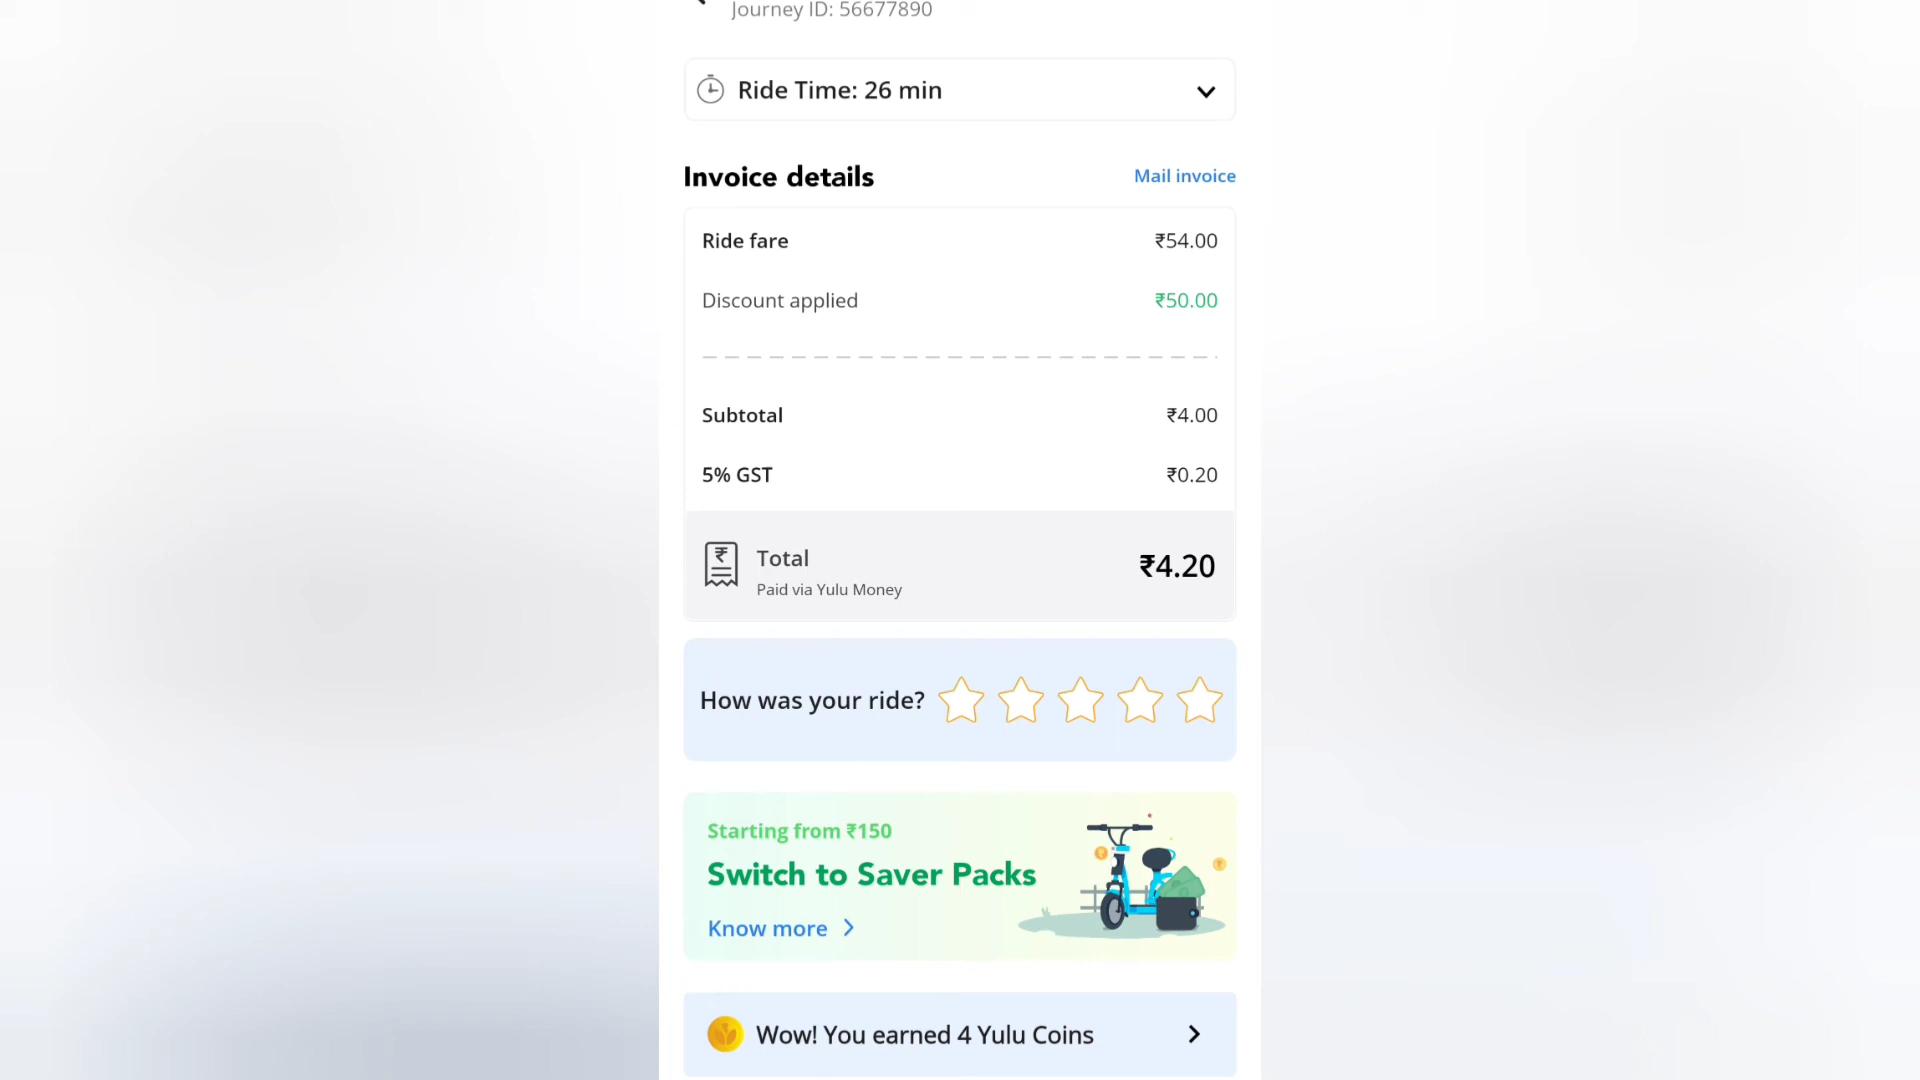 Journey ID: 56677890
Ride Time: 26 min
Invoice details
Mail invoice
Ride fare ₹54.00
Discount applied ₹50.00
Subtotal ₹4.00
5% GST ₹0.20
Total
₹4.20
Paid via Yulu Money
How was your ride?
Starting from ₹150
Switch to Saver Packs
Know more
Wow! You earned 4 Yulu Coins